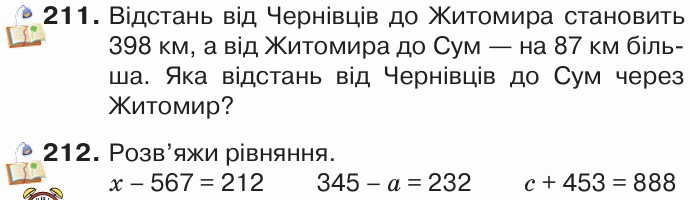 211. Відстань від Чернівців до Житомира становить
398 км, а від Житомира до Сум — на 87 км біль-
ша. Яка відстань від Чернівців до Сум через
Житомир?
212. Розв’яжи рівняння.
x – 567 = 212 345 – a = 232 c + 453 = 888